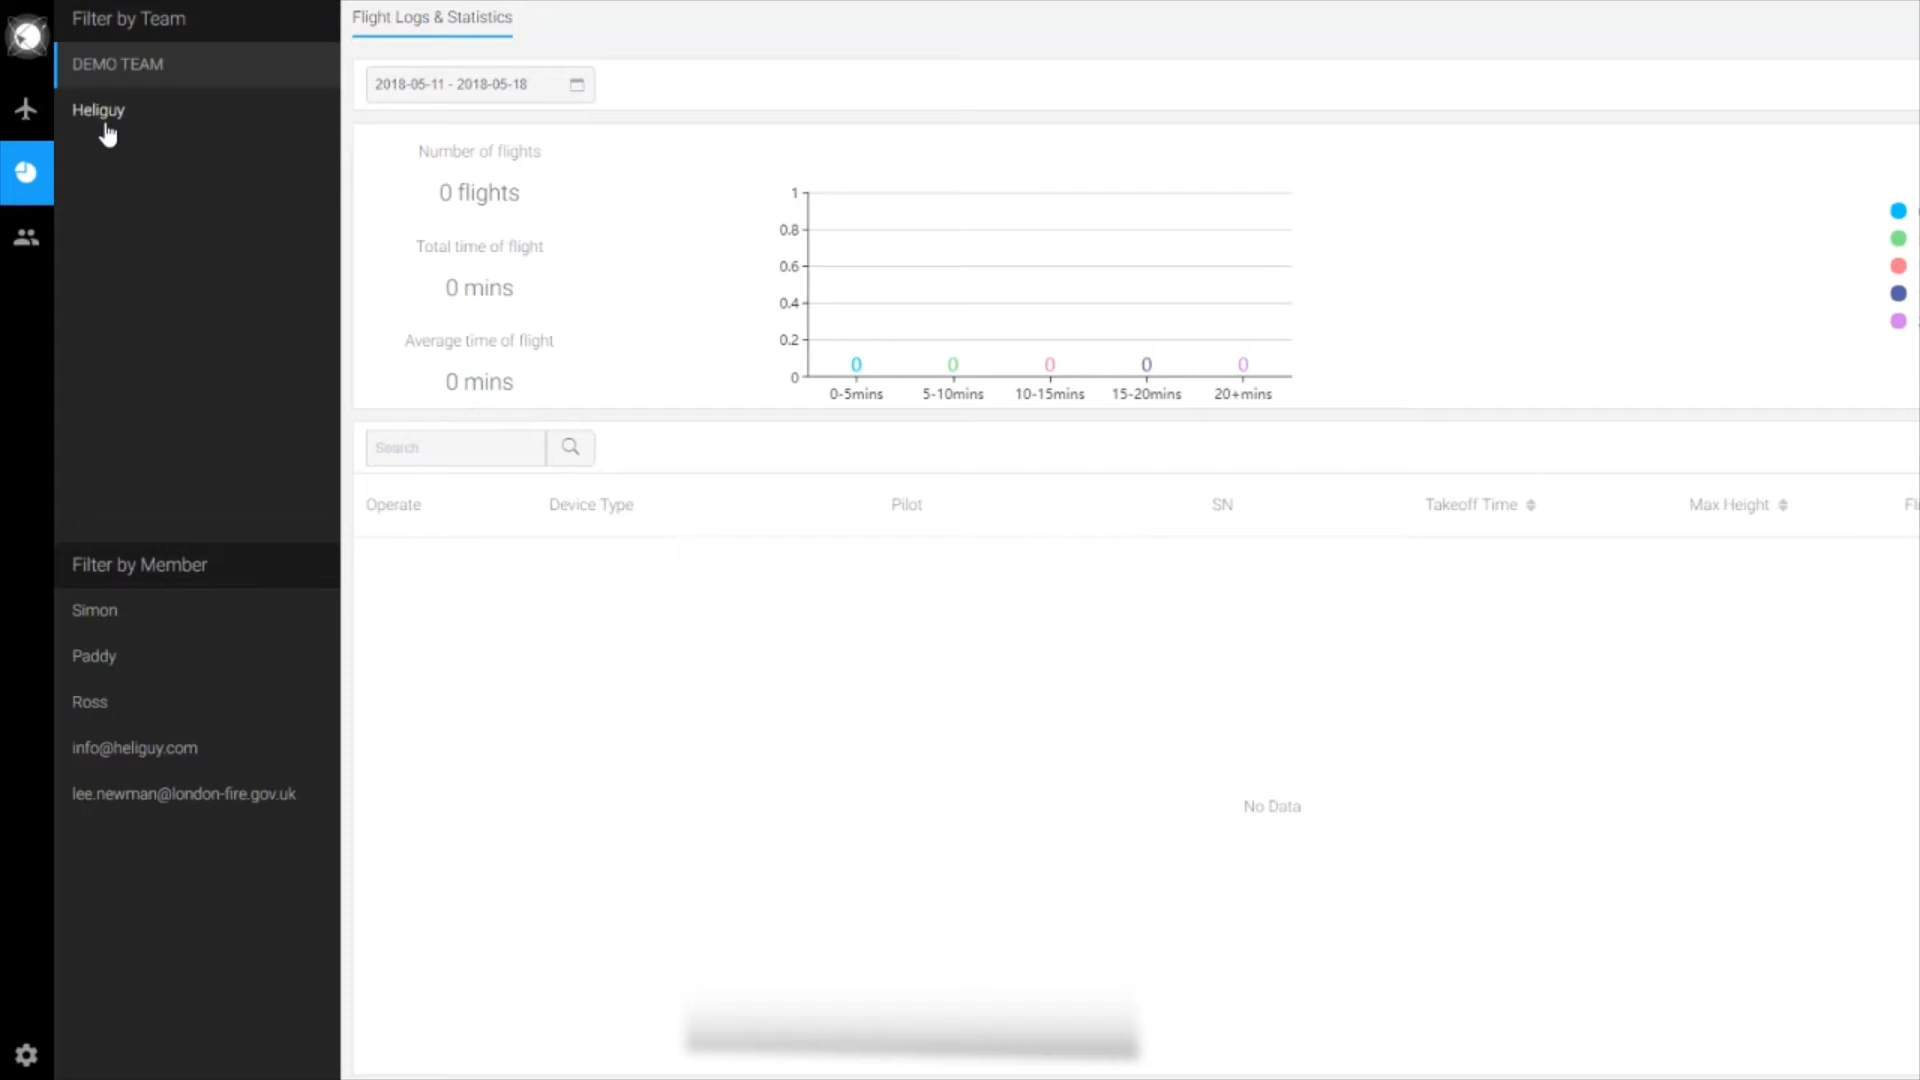 Filter by Team
DEMO TEAM
Heliguy
Filter by Member
Simon
Paddy
Ross
info@heliguy.com
lee.newman@london-fire.gov.uk
Flight Logs & Statistics
2018-05-11 - 2018-05-18
Number of flights
0 flights
Total time of flight
0 mins
Average time of flight
0 mins
1
0.8
0.6
0.4
0.2
0
0 0 0 0 0
0-5mins 5-10mins 10-15mins 15-20mins 20+mins
Search
Operate Device Type Pilot SN Takeoff Time Max Height
No Data